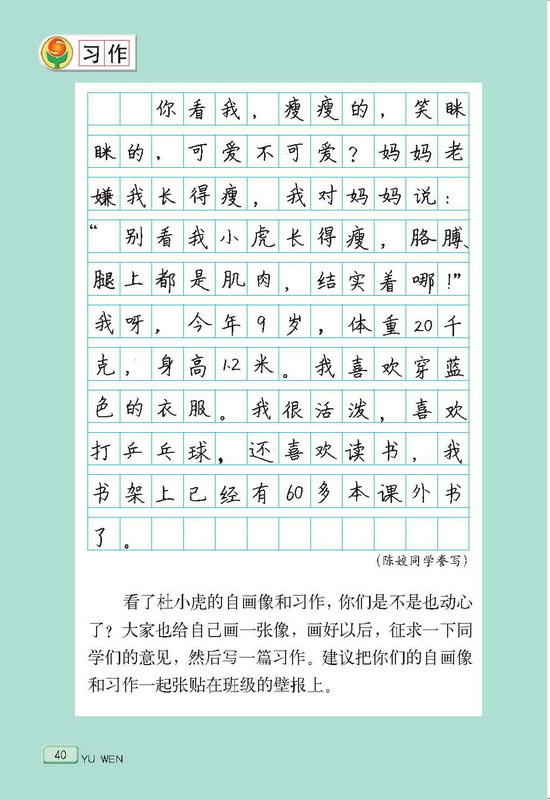 习作
你看我，瘦瘦的，笑眯
眯的，可爱不可爱？妈妈老
嫌我长得瘦，我对妈妈说：
“别看我小虎长得瘦，胳膊、
腿上都是肌肉，结实着哪！”
我呀，今年9岁，体重20千
克，身高1.2米。我喜欢穿蓝
色的衣服。我很活泼，喜欢
打乒乓球，还喜欢读书，我
书架上已经有60多本课外书
了。
（陈姣同学誊写）
看了杜小虎的自画像和习作，你们是不是也动心
了？大家也给自己画一张像，画好以后，征求一下同
学们的意见，然后写一篇习作。建议把你们的自画像
和习作一起张贴在班级的壁报上。
40 YU WEN